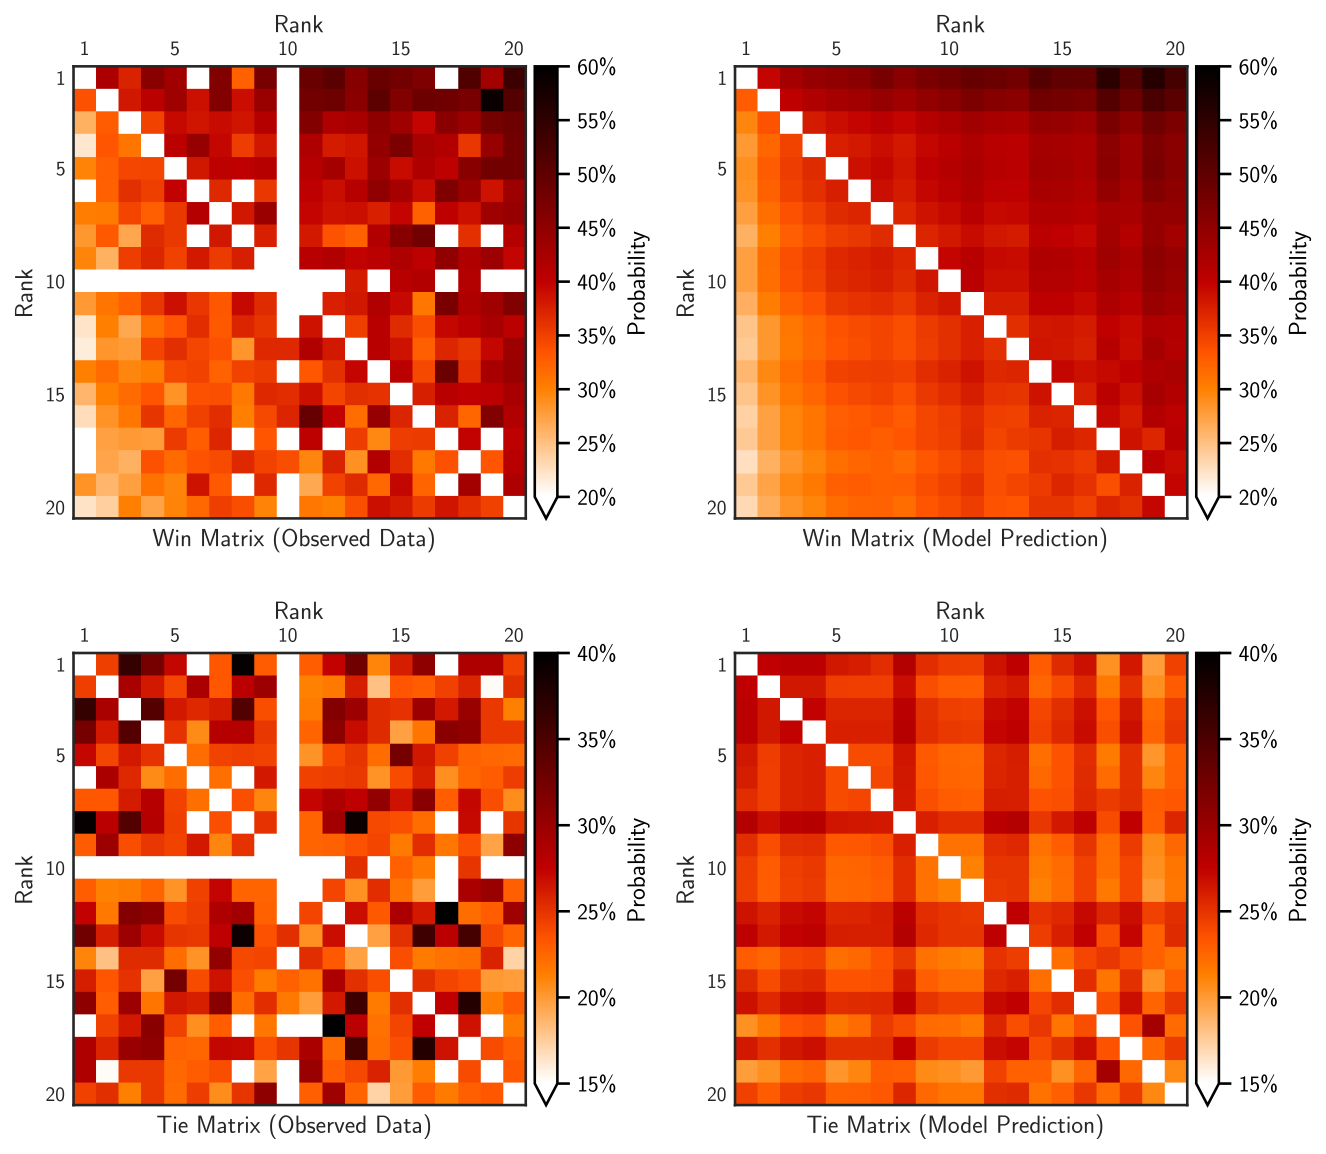 Rank
1 5 10 15 20
Rank
1
5
10
15
20
60%
55%
50%
45%
40%
35%
30%
25%
20%
Probability
Win Matrix (Observed Data)
Rank
1 5 10 15 20
Rank
1
5
10
15
20
60%
55%
50%
45%
40%
35%
30%
25%
20%
Probability
Win Matrix (Model Prediction)
Rank
1 5 10 15 20
Rank
1
5
10
15
20
40%
35%
30%
25%
20%
15%
Probability
Tie Matrix (Observed Data)
Rank
1 5 10 15 20
Rank
1
5
10
15
20
40%
35%
30%
25%
20%
15%
Probability
Tie Matrix (Model Prediction)